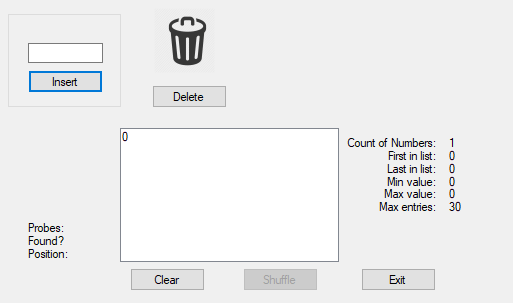 Insert
Delete
0
Count of Numbers: 1
First in list: 0
Last in list: 0
Min value: 0
Max value: 0
Max entries: 30
Probes:
Found?
Position:
Clear
Shuffle
Exit